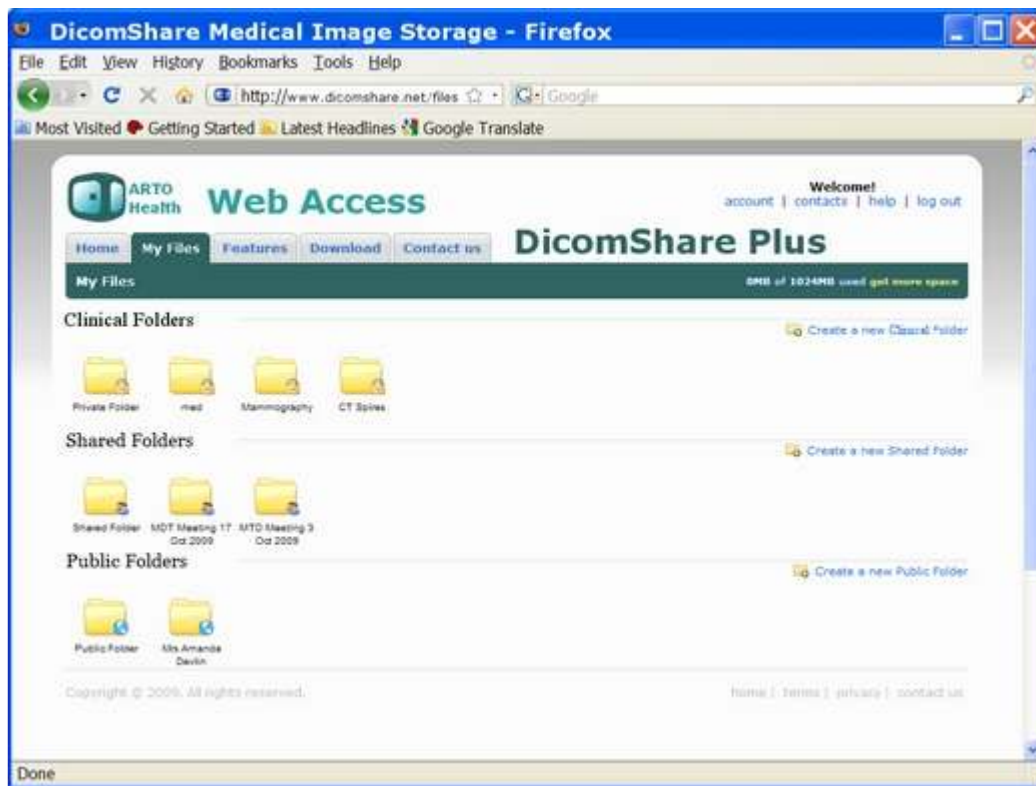 DicomShare Medical Image Storage - Firefox
File Edit View History Bookmarks Tools Help
http://www.dicomshare.net/files Google
Most Visited Getting Started Latest Headlines Google Translate
ARTO
Health
Web Access
Welcome!
account | contacts | help | log out
Home My Files Features Download Contact us
DicomShare Plus
My Files
0MB of 1024MB used get more space
Clinical Folders
Create a new Clinical Folder
Private Folder med Mammography CT Spines
Shared Folders
Create a new Shared Folder
Shared Folder MDT Meeting 17 MTD Meeting 3
Oct 2009 Oct 2009
Public Folders
Create a new Public Folder
Public Folder Mrs Amanda
Devlin
Copyright © 2009. All rights reserved.
home | terms | privacy | contact us
Done